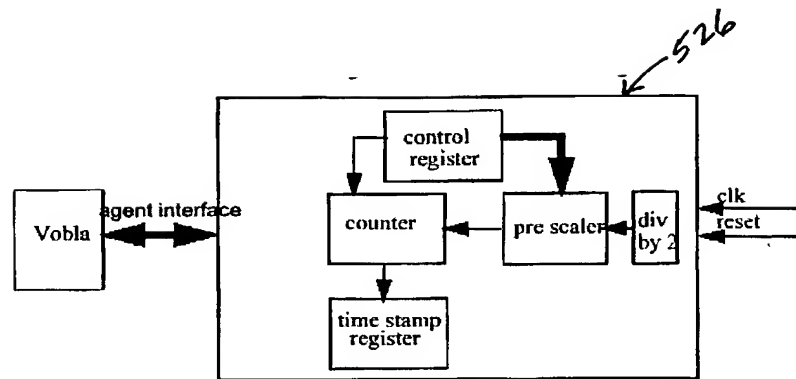 526
control
register
agent interface
Vobla
counter
pre scaler
div
by 2
clk
reset
time stamp
register